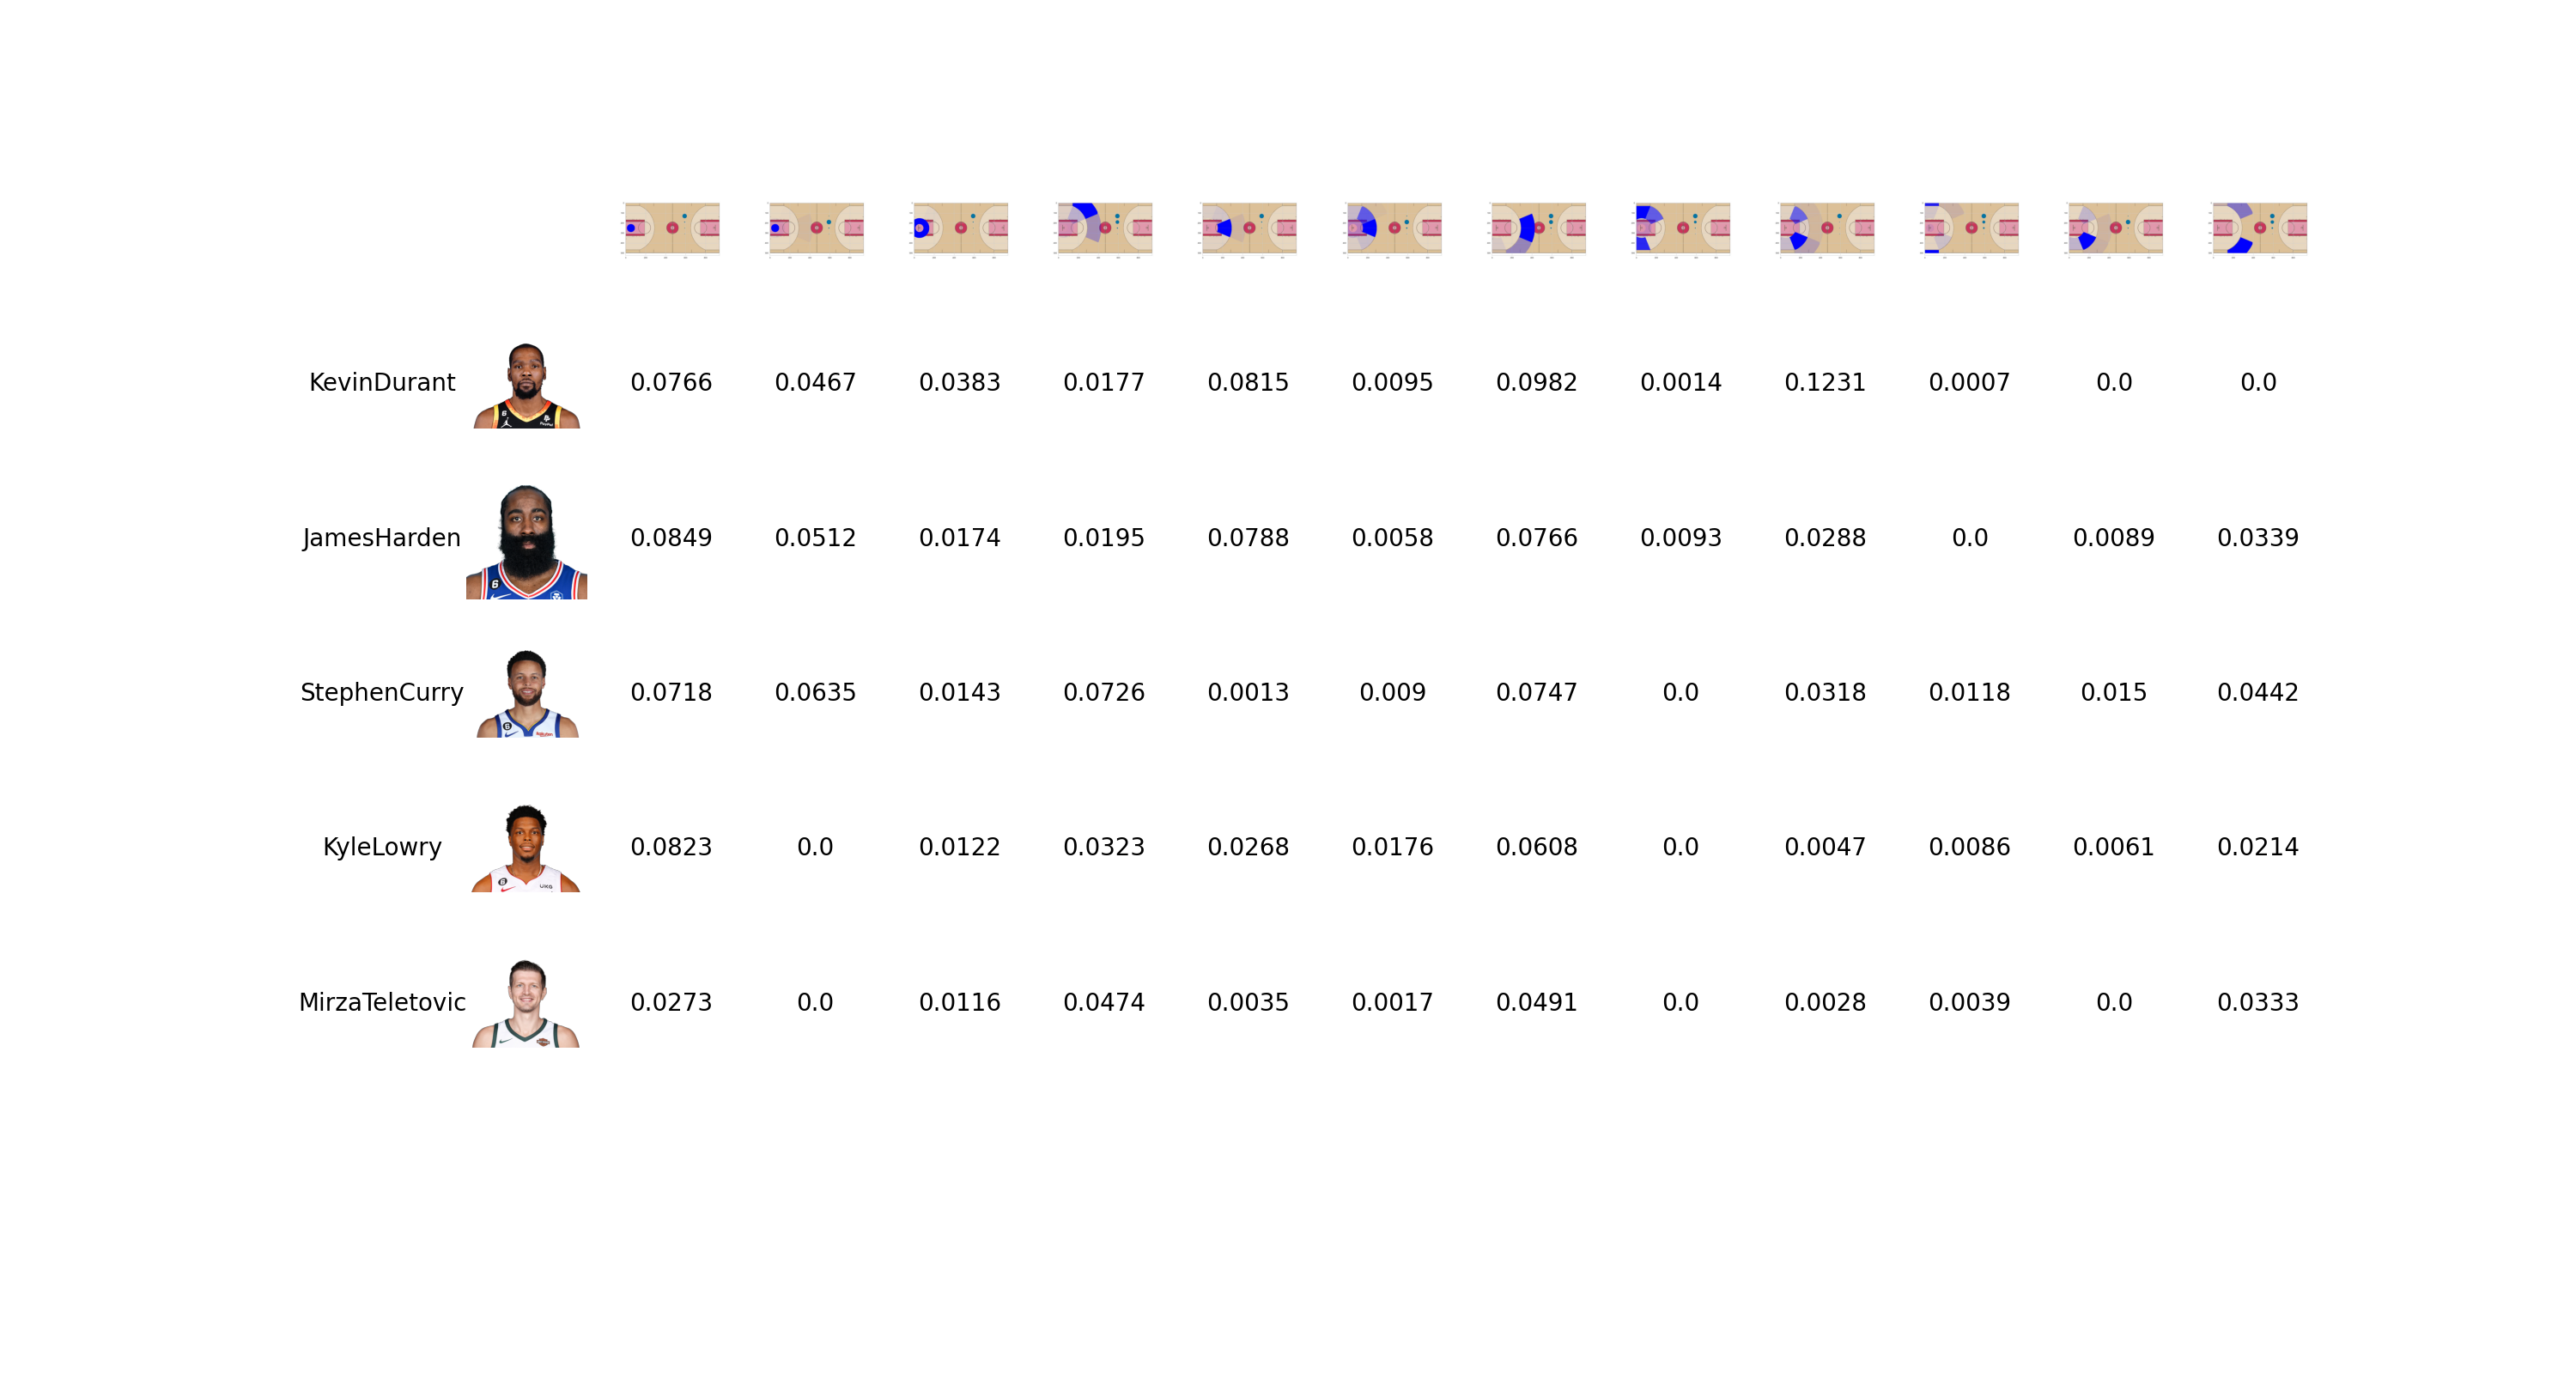 KevinDurant 0.0766 0.0467 0.0383 0.0177 0.0815 0.0095 0.0982 0.0014 0.1231 0.0007 0.0 0.0
JamesHarden 0.0849 0.0512 0.0174 0.0195 0.0788 0.0058 0.0766 0.0093 0.0288 0.0 0.0089 0.0339
StephenCurry 0.0718 0.0635 0.0143 0.0726 0.0013 0.009 0.0747 0.0 0.0318 0.0118 0.015 0.0442
KyleLowry 0.0823 0.0 0.0122 0.0323 0.0268 0.0176 0.0608 0.0 0.0047 0.0086 0.0061 0.0214
MirzaTeletovic 0.0273 0.0 0.0116 0.0474 0.0035 0.0017 0.0491 0.0 0.0028 0.0039 0.0 0.0333